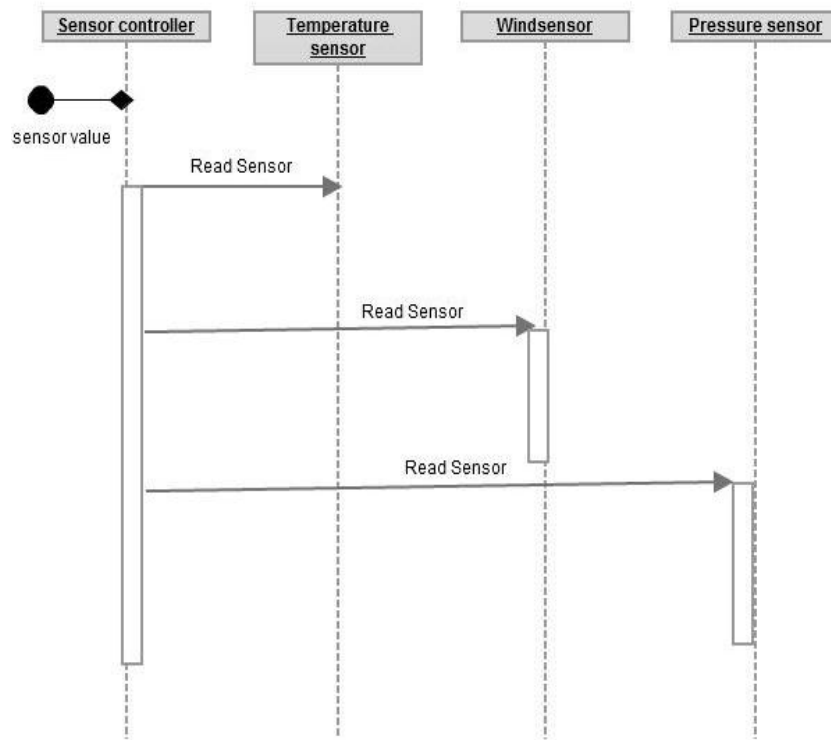 Sensor controller
Temperature
sensor
Windsensor
Pressure sensor
sensor value
Read Sensor
Read Sensor
Read Sensor